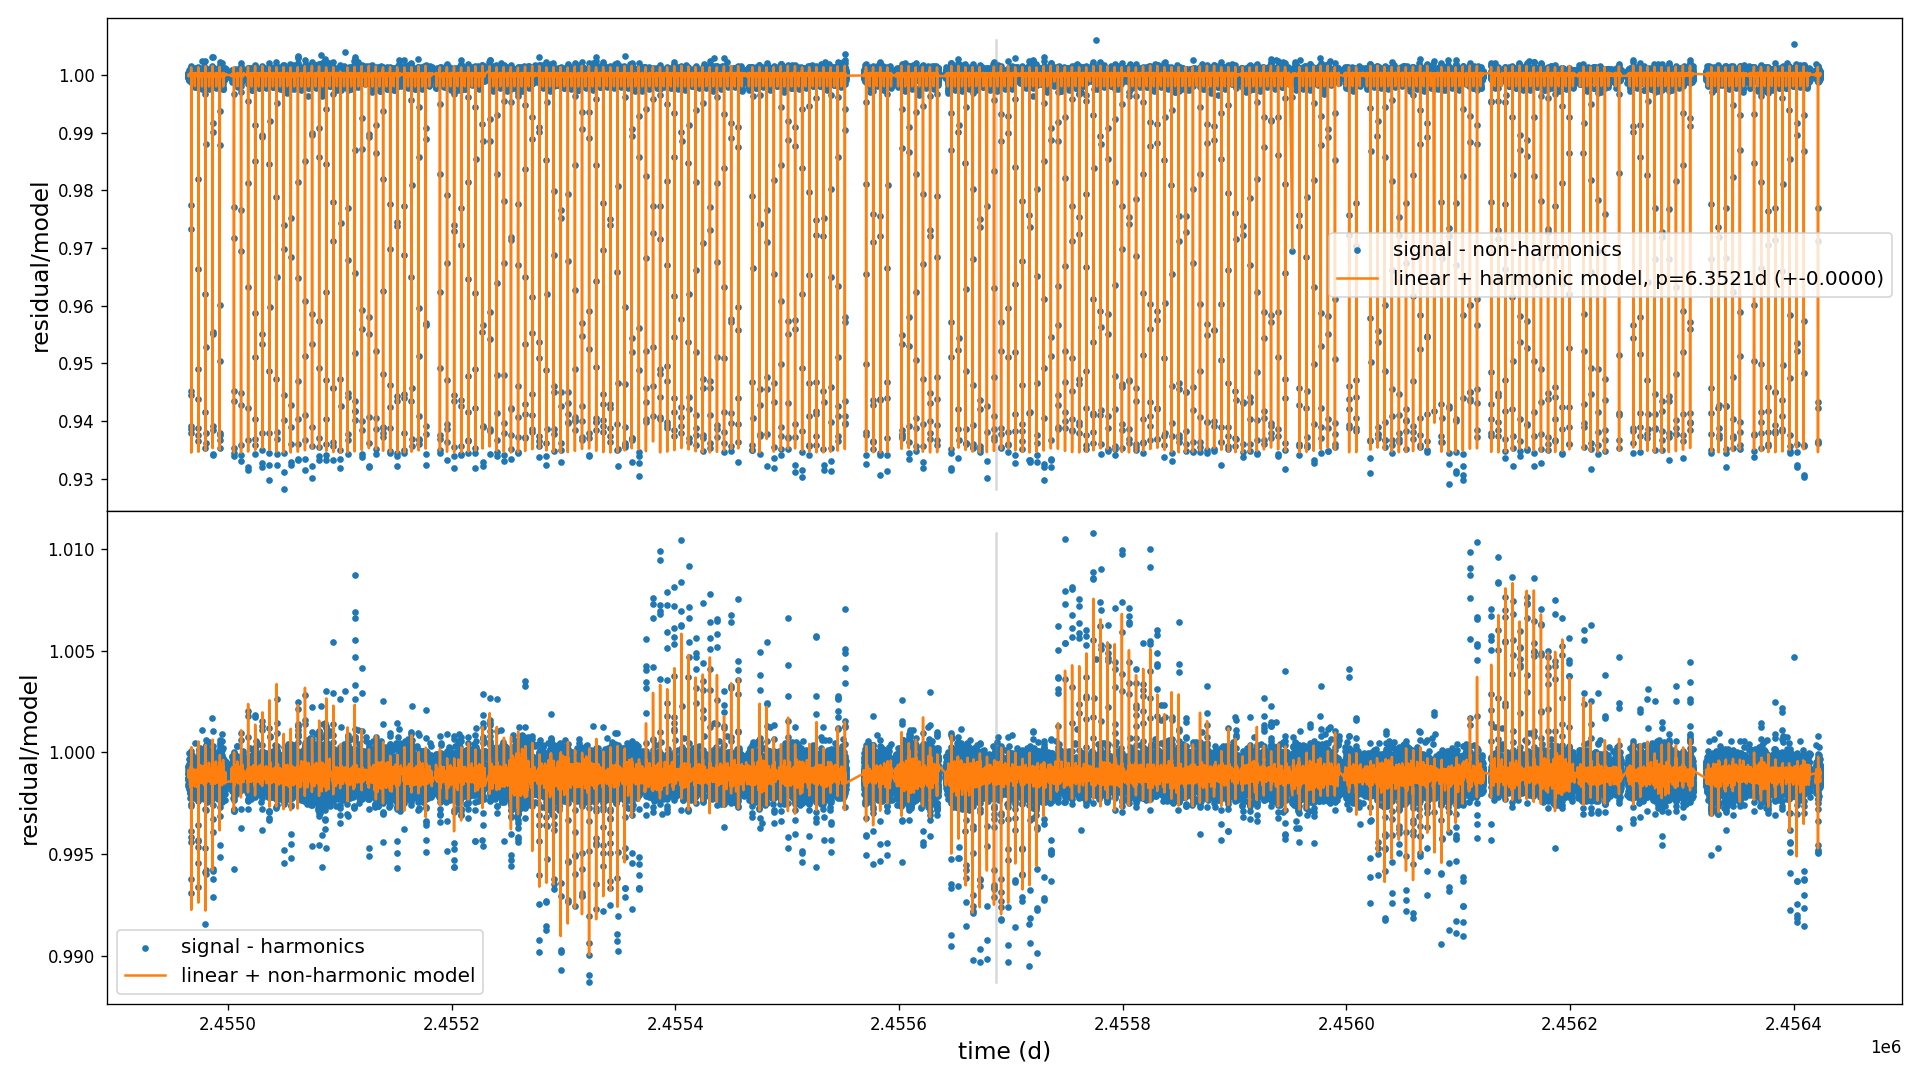 1.00
0.99
0.98
0.97
0.96
0.95
0.94
0.93
residual/model
signal - non-harmonics
linear + harmonic model, p=6.3521d (+-0.0000)
1.010
1.005
1.000
0.995
0.990
residual/model
signal - harmonics
linear + non-harmonic model
2.4550 2.4552 2.4554 2.4556 2.4558 2.4560 2.4562 2.4564
1e6
time (d)